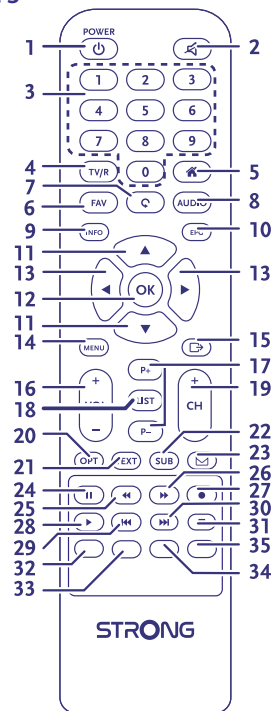 POWER
1 2
1 2 3
3
4 5 6
7 8 9
4 TV/R 0 5
7
6 FAV AUDIO 8
9 INFO EPG 10
11
13 13
12 OK
11
14 MENU 15
P+ 17
16 + + 19
18 LIST CH
− P− −
20 22
OPT TEXT SUB 23
21 26
24 27
25 30
28 31
29 35
32
33 34
STRONG